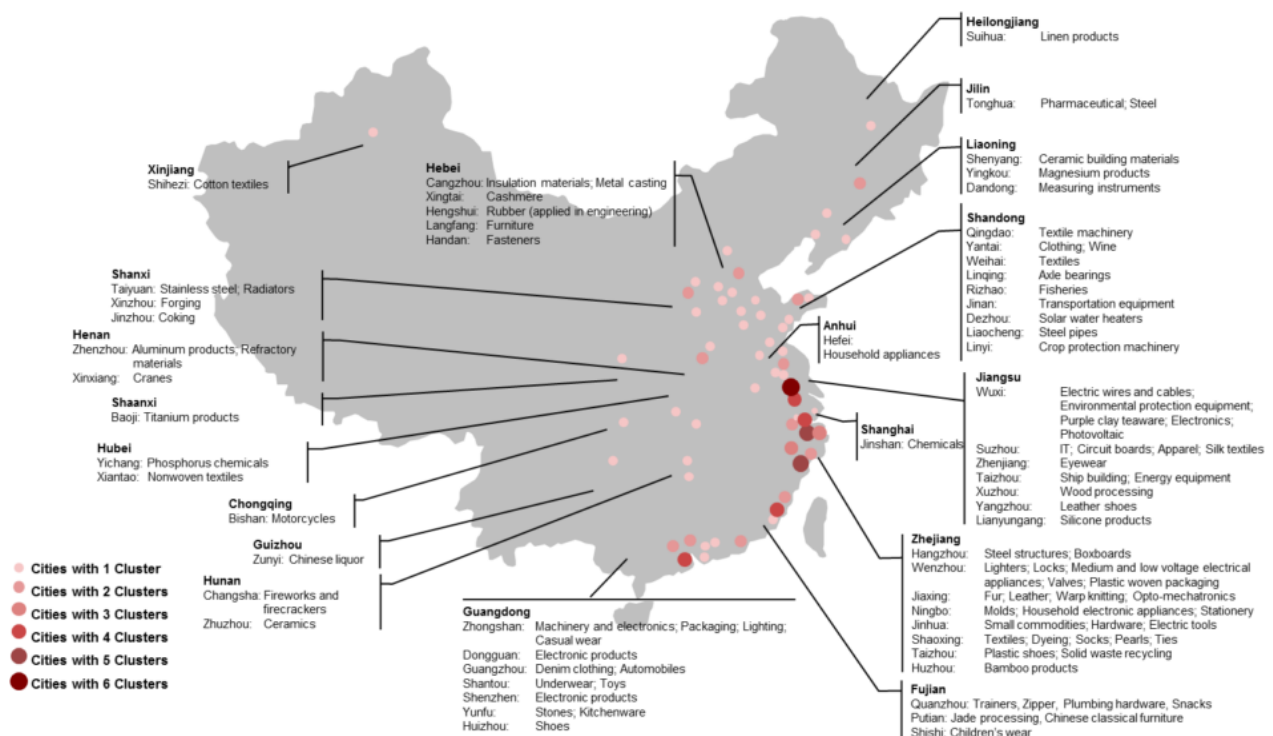 Heilongjiang
Suihua: Linen products
Jilin
Tonghua: Pharmaceutical; Steel
Liaoning
Shenyang: Ceramic building materials
Yingkou: Magnesium products
Dandong: Measuring instruments
Xinjiang
Shihezi: Cotton textiles
Hebei
Cangzhou: Insulation materials; Metal casting
Xingtai: Cashmere
Hengshui: Rubber (applied in engineering)
Langfang: Furniture
Handan: Fasteners
Shandong
Qingdao: Textile machinery
Yantai: Clothing; Wine
Weihai: Textiles
Linqing: Axle bearings
Rizhao: Fisheries
Jinan: Transportation equipment
Dezhou: Solar water heaters
Liaocheng: Steel pipes
Linyi: Crop protection machinery
Shanxi
Taiyuan: Stainless steel; Radiators
Xinzhou: Forging
Jinzhou: Coking
Henan
Zhenzhou: Aluminum products; Refractory
materials
Xinxiang: Cranes
Anhui
Hefei:
Household appliances
Shaanxi
Baoji: Titanium products
Jiangsu
Wuxi: Electric wires and cables;
Environmental protection equipment;
Purple clay teaware; Electronics;
Photovoltaic
Suzhou: IT; Circuit boards; Apparel; Silk textiles
Zhenjiang: Eyewear
Taizhou: Ship building; Energy equipment
Xuzhou: Wood processing
Yangzhou: Leather shoes
Lianyungang: Silicone products
Shanghai
Jinshan: Chemicals
Hubei
Yichang: Phosphorus chemicals
Xiantao: Nonwoven textiles
Chongqing
Bishan: Motorcycles
Guizhou
Zunyi: Chinese liquor
Hunan
Changsha: Fireworks and
firecrackers
Zhuzhou: Ceramics
Cities with 1 Cluster
Cities with 2 Clusters
Cities with 3 Clusters
Cities with 4 Clusters
Cities with 5 Clusters
Cities with 6 Clusters
Guangdong
Zhongshan: Machinery and electronics; Packaging; Lighting;
Casual wear
Dongguan: Electronic products
Guangzhou: Denim clothing; Automobiles
Shantou: Underwear; Toys
Shenzhen: Electronic products
Yunfu: Stones; Kitchenware
Huizhou: Shoes
Zhejiang
Hangzhou: Steel structures; Boxboards
Wenzhou: Lighters; Locks; Medium and low voltage electrical
appliances; Valves; Plastic woven packaging
Jiaxing: Fur; Leather; Warp knitting; Opto-mechatronics
Ningbo: Molds; Household electronic appliances; Stationery
Jinhua: Small commodities; Hardware; Electric tools
Shaoxing: Textiles; Dyeing; Socks; Pearls; Ties
Taizhou: Plastic shoes; Solid waste recycling
Huzhou: Bamboo products
Fujian
Quanzhou: Trainers, Zipper, Plumbing hardware, Snacks
Putian: Jade processing, Chinese classical furniture
Shishi: Children's wear